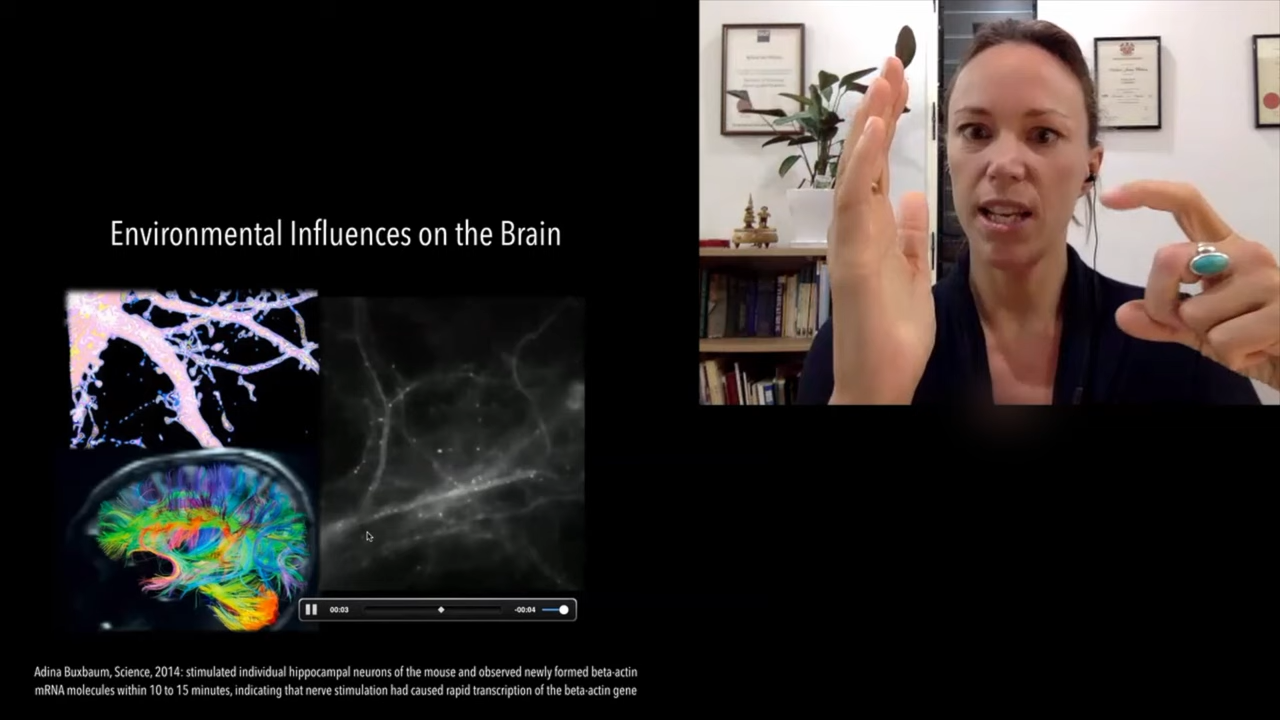 Environmental Influences on the Brain
00:03
-00:04
Adina Buxbaum, Science, 2014: stimulated individual hippocampal neurons of the mouse and observed newly formed beta-actin
mRNA molecules within 10 to 15 minutes, indicating that nerve stimulation had caused rapid transcription of the beta-actin gene